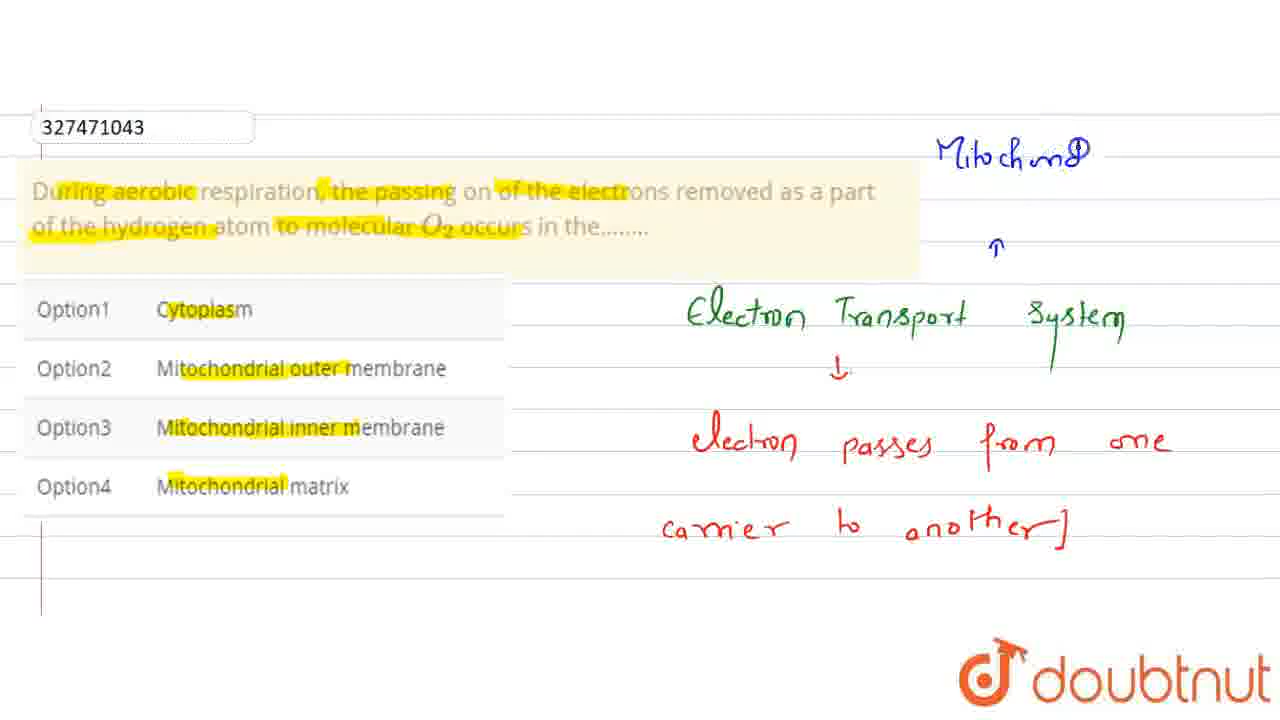 327471043
During aerobic respiration, the passing on of the electrons removed as a part
of the hydrogen atom to molecular O2 occurs in the........
Option1 Cytoplasm
Option2 Mitochondrial outer membrane
Option3 Mitochondrial inner membrane
Option4 Mitochondrial matrix
Mitochond
↑
Electron Transport System
↓
electron passes from one
carrier to another]
doubtnut